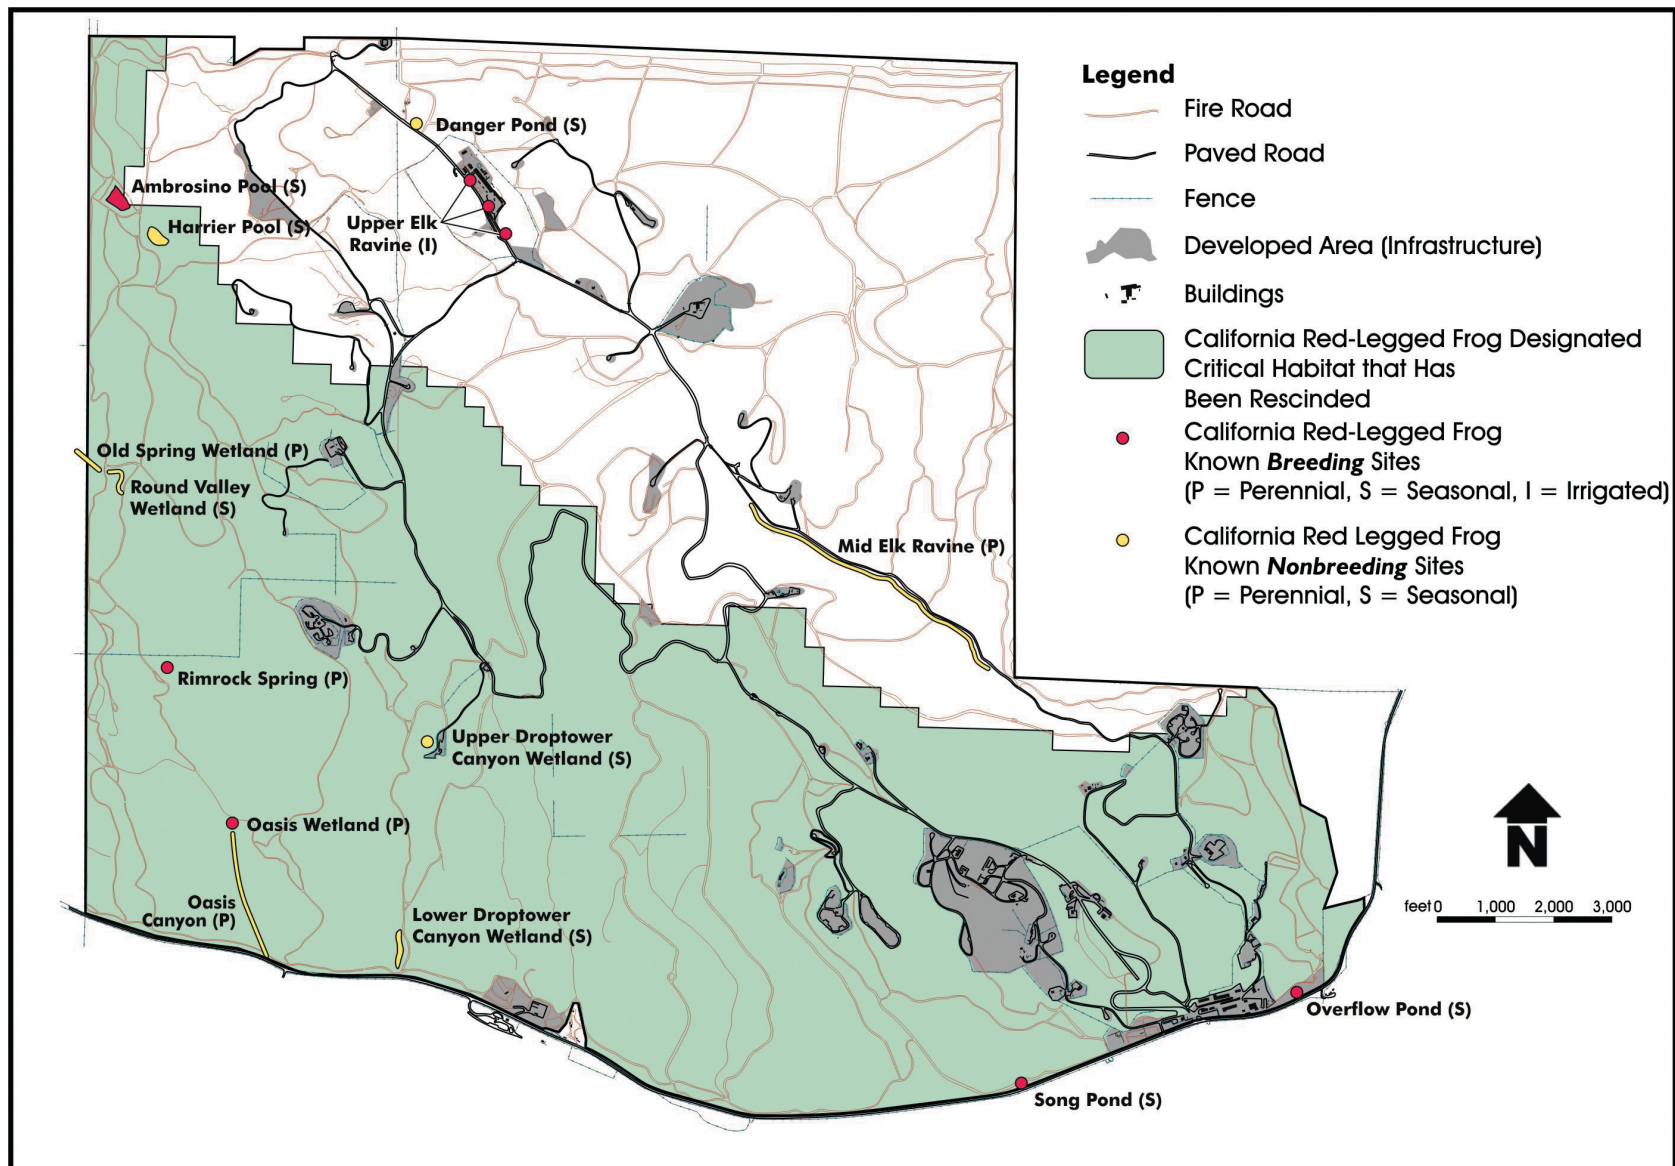 Danger Pond (S)
Ambrosino Pool (S)
Harrier Pool (S)
Upper Elk
Ravine (I)
Old Spring Wetland (P)
Round Valley
Wetland (S)
Mid Elk Ravine (P)
Rimrock Spring (P)
Upper Droptower
Canyon Wetland (S)
Oasis Wetland (P)
Oasis
Canyon (P)
Lower Droptower
Canyon Wetland (S)
Overflow Pond (S)
Song Pond (S)
Legend
Fire Road
Paved Road
Fence
Developed Area (Infrastructure)
Buildings
California Red-Legged Frog Designated
Critical Habitat that Has
Been Rescinded
California Red-Legged Frog
Known Breeding Sites
(P = Perennial, S = Seasonal, I = Irrigated)
California Red Legged Frog
Known Nonbreeding Sites
(P = Perennial, S = Seasonal)
N
feet 0 1,000 2,000 3,000